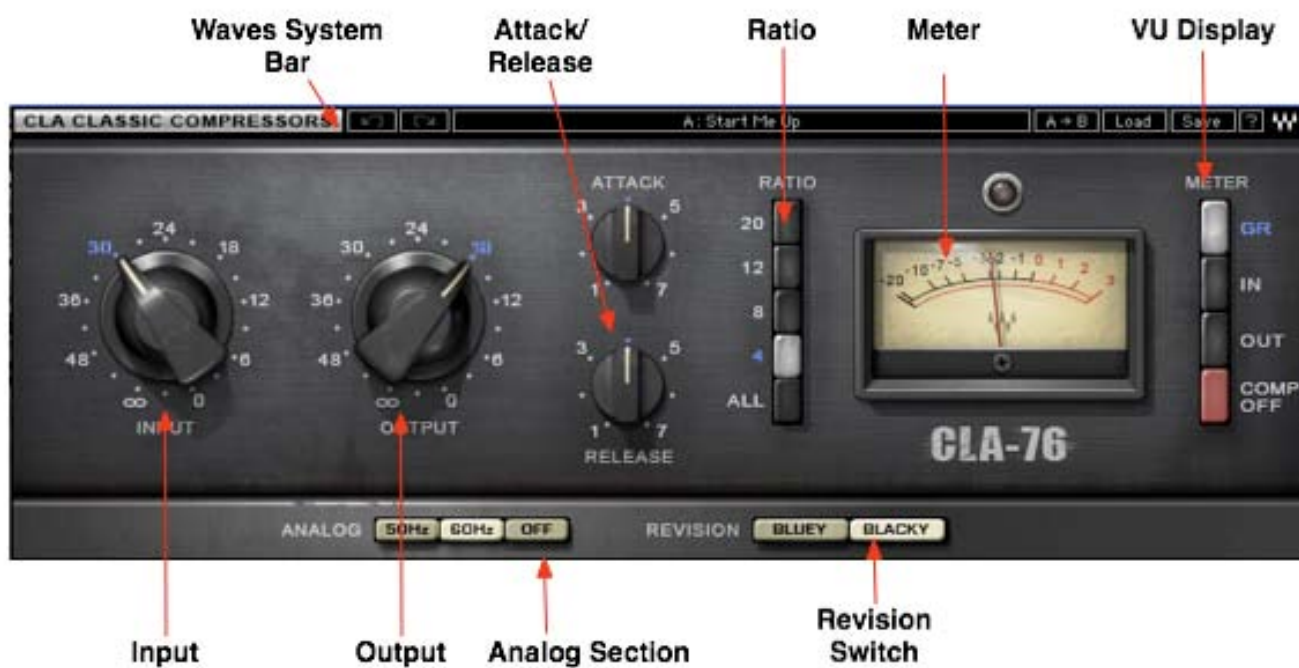 Waves System
Bar
Attack/
Release
Ratio
Meter
VU Display
CLA CLASSIC COMPRESSORS
A: Start Me Up
A→B
Load
Save
?
ATTACK
3
5
1
7
RATIO
20
12
8
4
ALL
METER
GR
IN
OUT
COMP
OFF
24
30
18
36
12
48
6
∞
0
INPUT
24
30
18
36
12
48
6
∞
0
OUTPUT
3
5
1
7
RELEASE
-20 -10 -7 -5 -3 -2 -1 0 1 2 3
CLA-76
ANALOG
50Hz
60Hz
OFF
REVISION
BLUEY
BLACKY
Input
Output
Analog Section
Revision
Switch